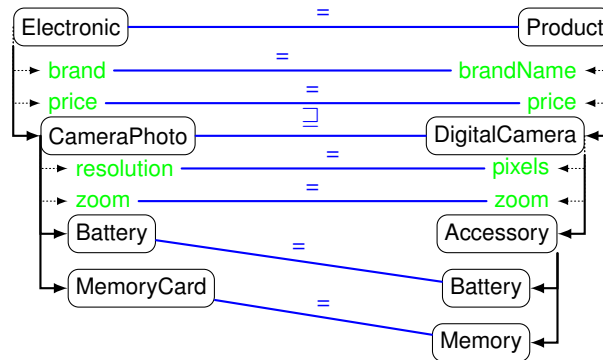 Electronic = Product
brand = brandName
price = price
CameraPhoto ⊒ DigitalCamera
resolution = pixels
zoom = zoom
Battery Accessory
=
MemoryCard Battery
=
Memory